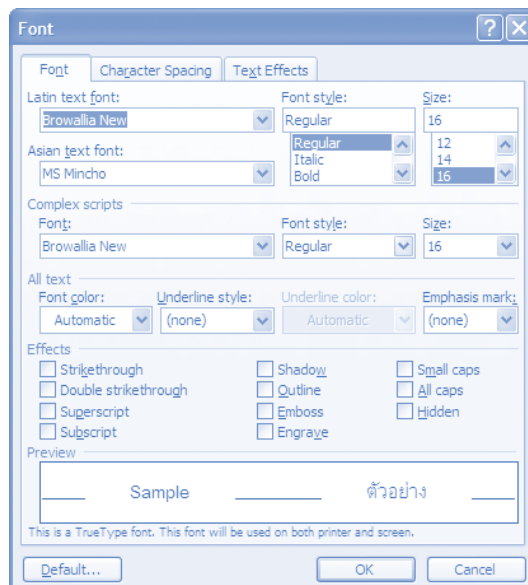 Font
Font Character Spacing Text Effects
Latin text font: Font style: Size:
Browallia New Regular 16
Regular 12
Asian text font: Italic 14
MS Mincho Bold 16
Complex scripts
Font: Font style: Size:
Browallia New Regular 16
All text
Font color: Underline style: Underline color: Emphasis mark:
Automatic (none) Automatic (none)
Effects
Strikethrough Shadow Small caps
Double strikethrough Outline All caps
Superscript Emboss Hidden
Subscript Engrave
Preview
Sample ตัวอย่าง
This is a TrueType font. This font will be used on both printer and screen.
Default... OK Cancel